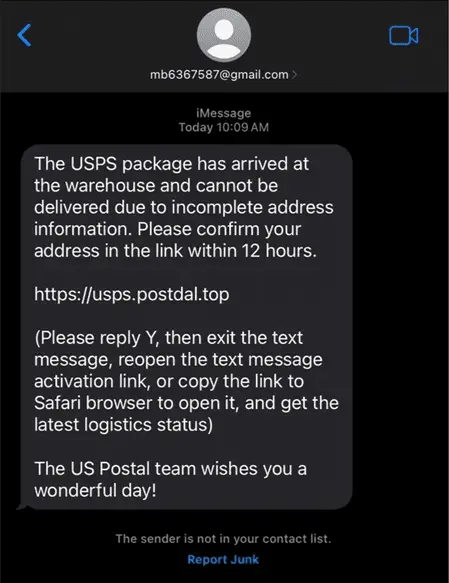 mb6367587@gmail.com
iMessage
Today 10:09 AM
The USPS package has arrived at
the warehouse and cannot be
delivered due to incomplete address
information. Please confirm your
address in the link within 12 hours.
https://usps.postdal.top
(Please reply Y, then exit the text
message, reopen the text message
activation link, or copy the link to
Safari browser to open it, and get the
latest logistics status)
The US Postal team wishes you a
wonderful day!
The sender is not in your contact list.
Report Junk